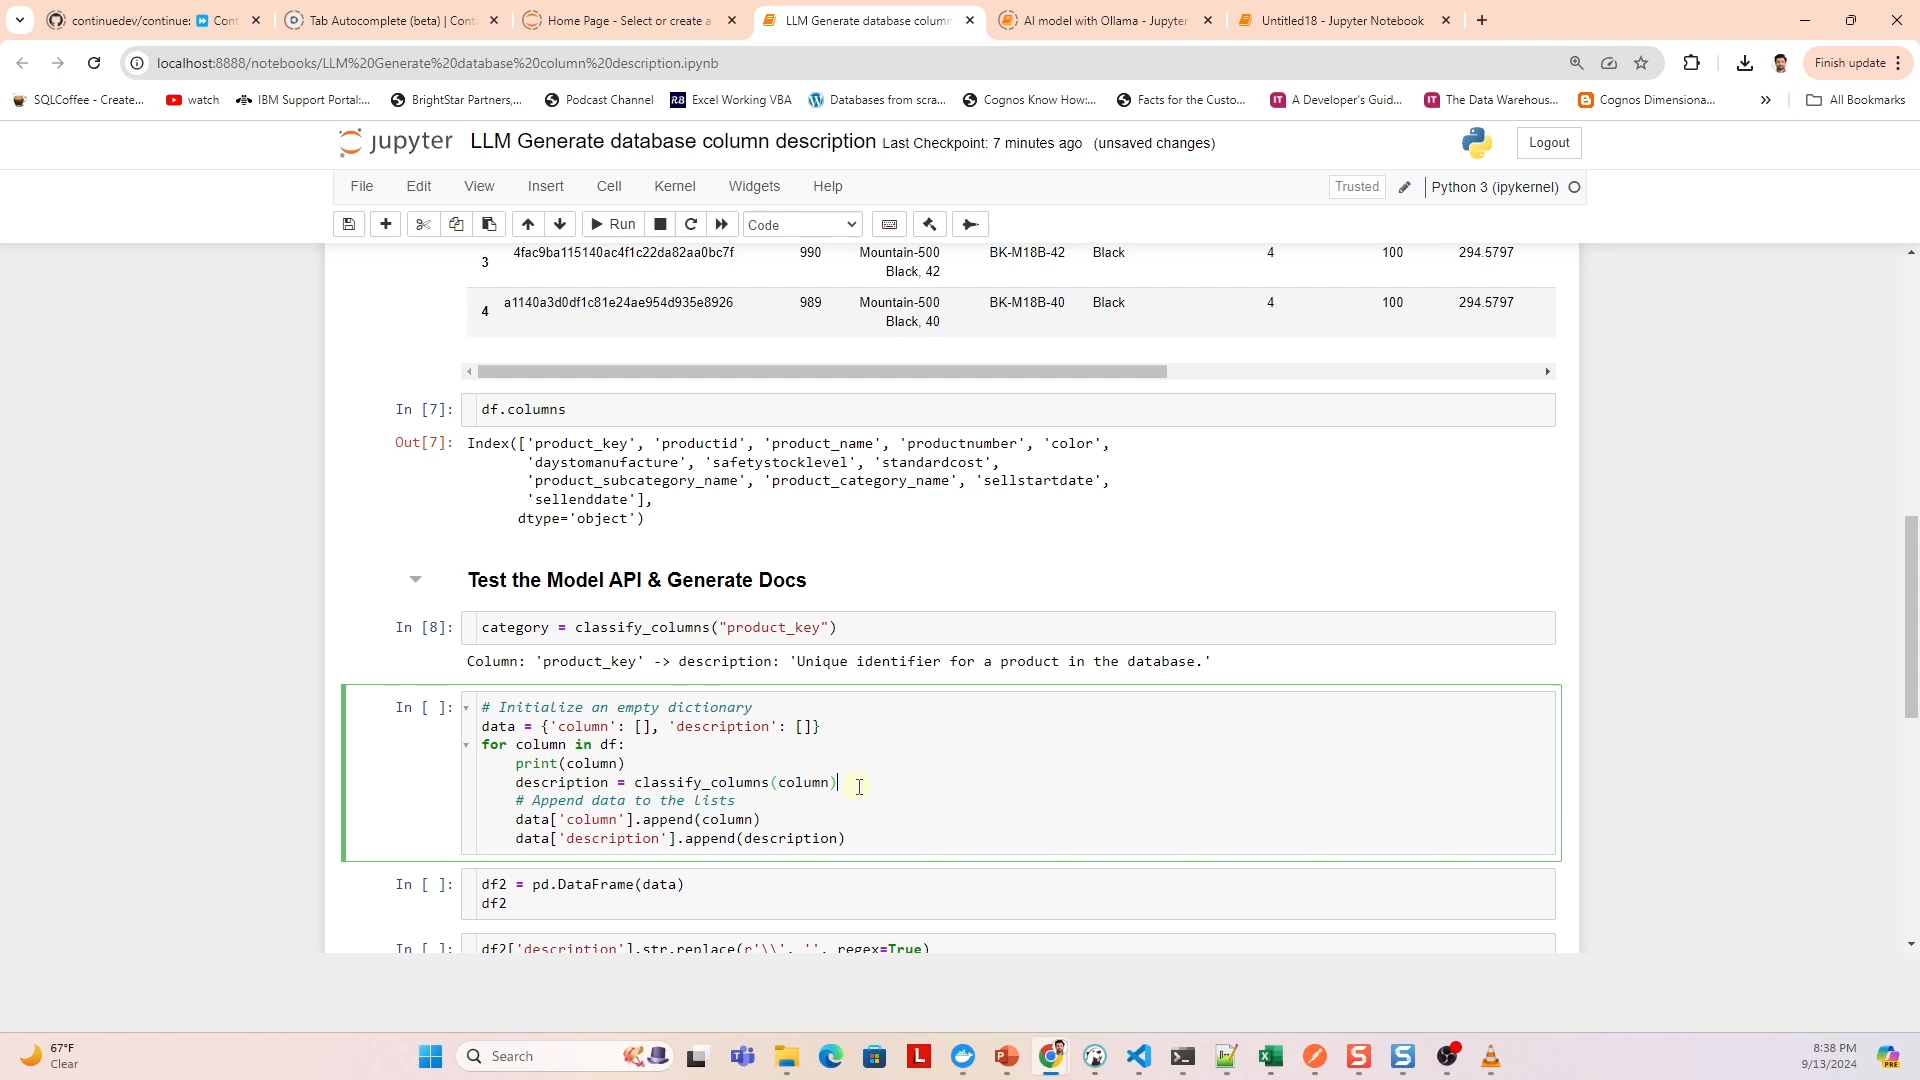 continuedev/continue: ⏩ Cont
Tab Autocomplete (beta) | Conti
Home Page - Select or create a
LLM Generate database column
AI model with Ollama - Jupyter
Untitled18 - Jupyter Notebook
localhost:8888/notebooks/LLM%20Generate%20database%20column%20description.ipynb
Finish update
SQLCoffee - Create...
watch
IBM Support Portal:...
BrightStar Partners,...
Podcast Channel
Excel Working VBA
Databases from scra...
Cognos Know How:...
Facts for the Custo...
A Developer's Guid...
The Data Warehous...
Cognos Dimensiona...
All Bookmarks
jupyter LLM Generate database column description Last Checkpoint: 7 minutes ago (unsaved changes)
Logout
File Edit View Insert Cell Kernel Widgets Help
Trusted
Python 3 (ipykernel)
Run
Code
3 4fac9ba115140ac4f1c22da82aa0bc7f 990 Mountain-500 BK-M18B-42 Black 4 100 294.5797
Black, 42
4 a1140a3d0df1c81e24ae954d935e8926 989 Mountain-500 BK-M18B-40 Black 4 100 294.5797
Black, 40
In [7]: df.columns
Out[7]: Index(['product_key', 'productid', 'product_name', 'productnumber', 'color',
'daystomanufacture', 'safetystocklevel', 'standardcost',
'product_subcategory_name', 'product_category_name', 'sellstartdate',
'sellenddate'],
dtype='object')
Test the Model API & Generate Docs
In [8]: category = classify_columns("product_key")
Column: 'product_key' -> description: 'Unique identifier for a product in the database.'
In [ ]: # Initialize an empty dictionary
data = {'column': [], 'description': []}
for column in df:
print(column)
description = classify_columns(column)
# Append data to the lists
data['column'].append(column)
data['description'].append(description)
In [ ]: df2 = pd.DataFrame(data)
df2
In [ ]: df2['description'].str.replace(r'\\', '', regex=True)
67°F
Clear
Search
8:38 PM
9/13/2024